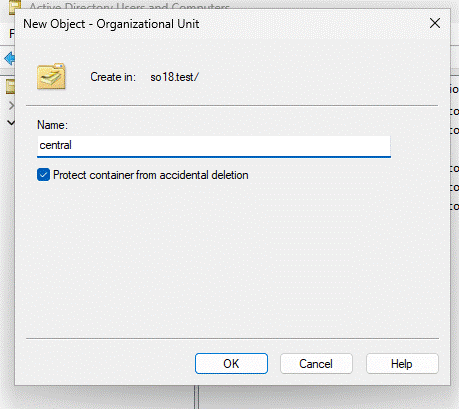 Active Directory Users and Computers
New Object - Organizational Unit
Create in: so18.test/
Name:
central
Protect container from accidental deletion
OK Cancel Help